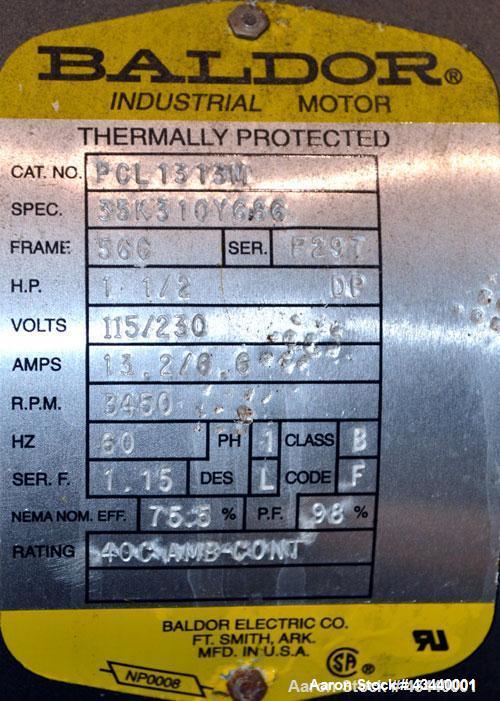 BALDOR®
INDUSTRIAL MOTOR
THERMALLY PROTECTED
CAT. NO. PCL1313M
SPEC. 35K310Y666
FRAME 56C SER. F297
H.P. 1 1/2 DP
VOLTS 115/230
AMPS 13.2/6.6
R.P.M. 3450
HZ 60 PH 1 CLASS B
SER. F. 1.15 DES L CODE F
NEMA NOM. EFF. 75.5 % P.F. 98 %
RATING 40C AMB-CONT
BALDOR ELECTRIC CO.
FT. SMITH, ARK.
MFD. IN U.S.A.
NP0008
Aaron Stock#43440001